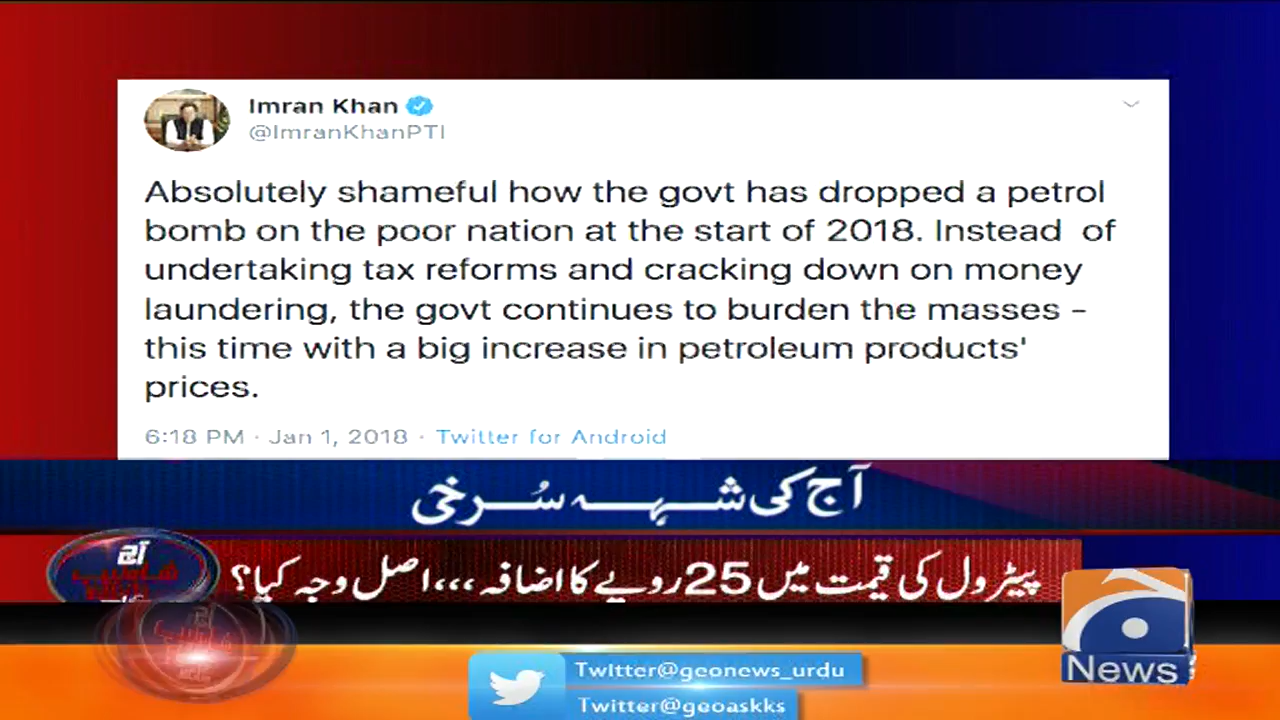 Imran Khan
@ImranKhanPTI
Absolutely shameful how the govt has dropped a petrol
bomb on the poor nation at the start of 2018. Instead of
undertaking tax reforms and cracking down on money
laundering, the govt continues to burden the masses -
this time with a big increase in petroleum products'
prices.
6:18 PM · Jan 1, 2018 · Twitter for Android
آج کی شہہ سُرخی
آج
پیٹرول کی قیمت میں 25 روپے کا اضافہ،،،، اصل وجہ کیا؟
News
Twitter@geonews_urdu
Twitter@geoaskks